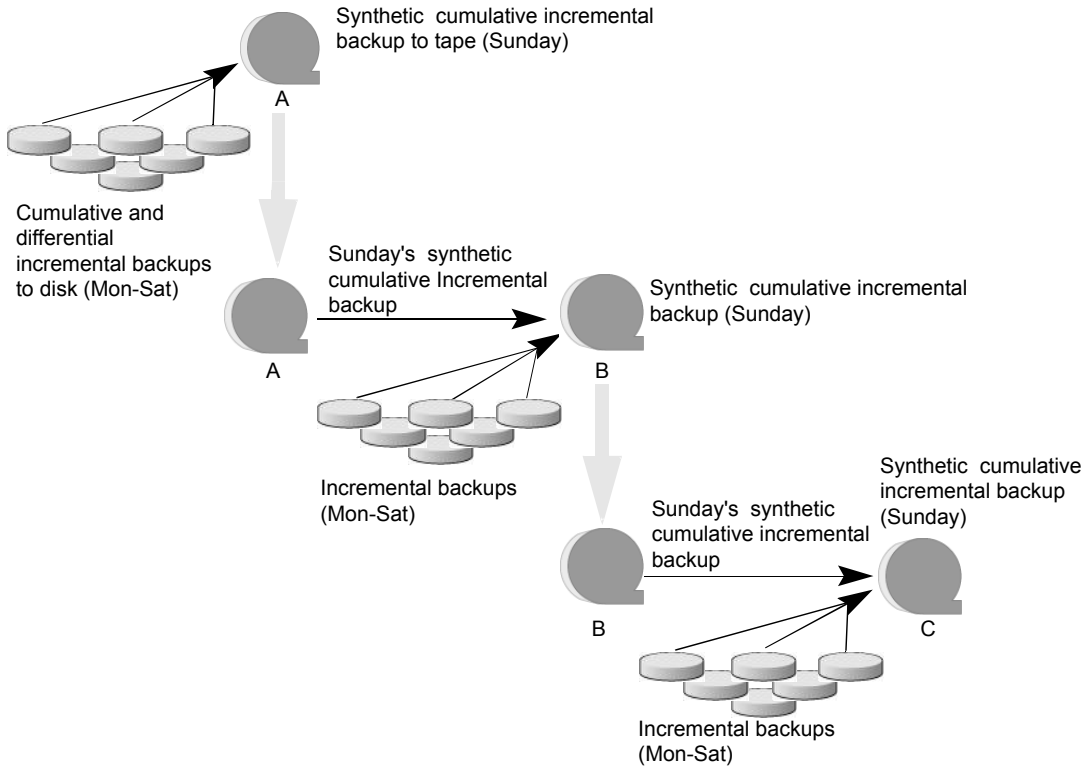 Synthetic cumulative incremental
backup to tape (Sunday)
A
Cumulative and
differential
incremental backups
to disk (Mon-Sat)
Sunday's synthetic
cumulative Incremental
backup
A
Synthetic cumulative incremental
backup (Sunday)
B
Incremental backups
(Mon-Sat)
Sunday's synthetic
cumulative incremental
backup
B
Synthetic cumulative
incremental backup
(Sunday)
C
Incremental backups
(Mon-Sat)